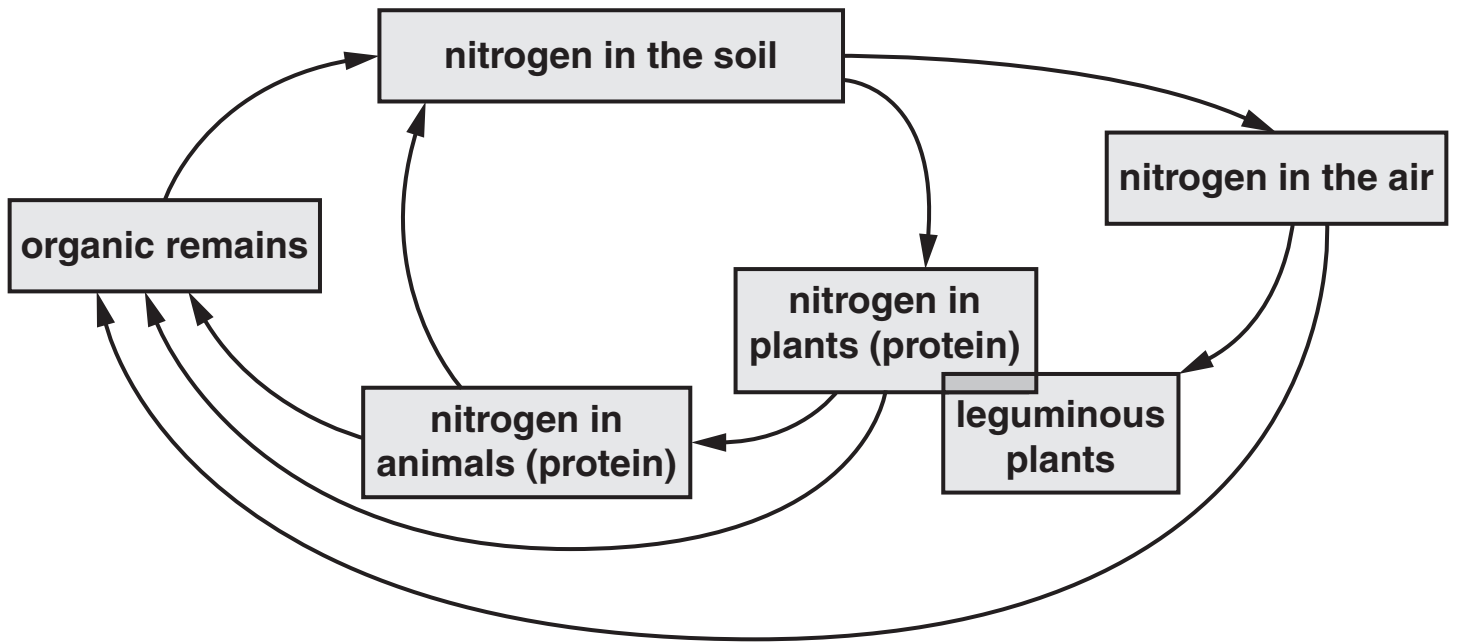 nitrogen in the soil
nitrogen in the air
organic remains
nitrogen in
plants (protein)
leguminous
plants
nitrogen in
animals (protein)